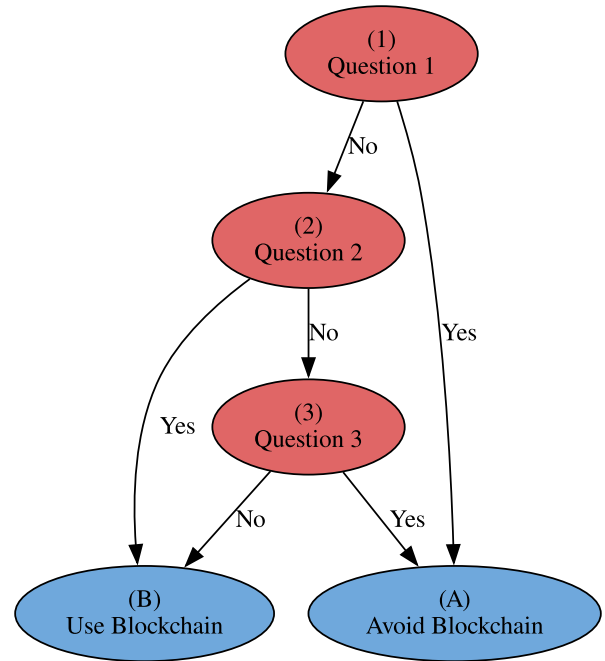 (1)
Question 1
No
(2)
Question 2
No
Yes
(3)
Question 3
Yes
No
Yes
(B)
Use Blockchain
(A)
Avoid Blockchain